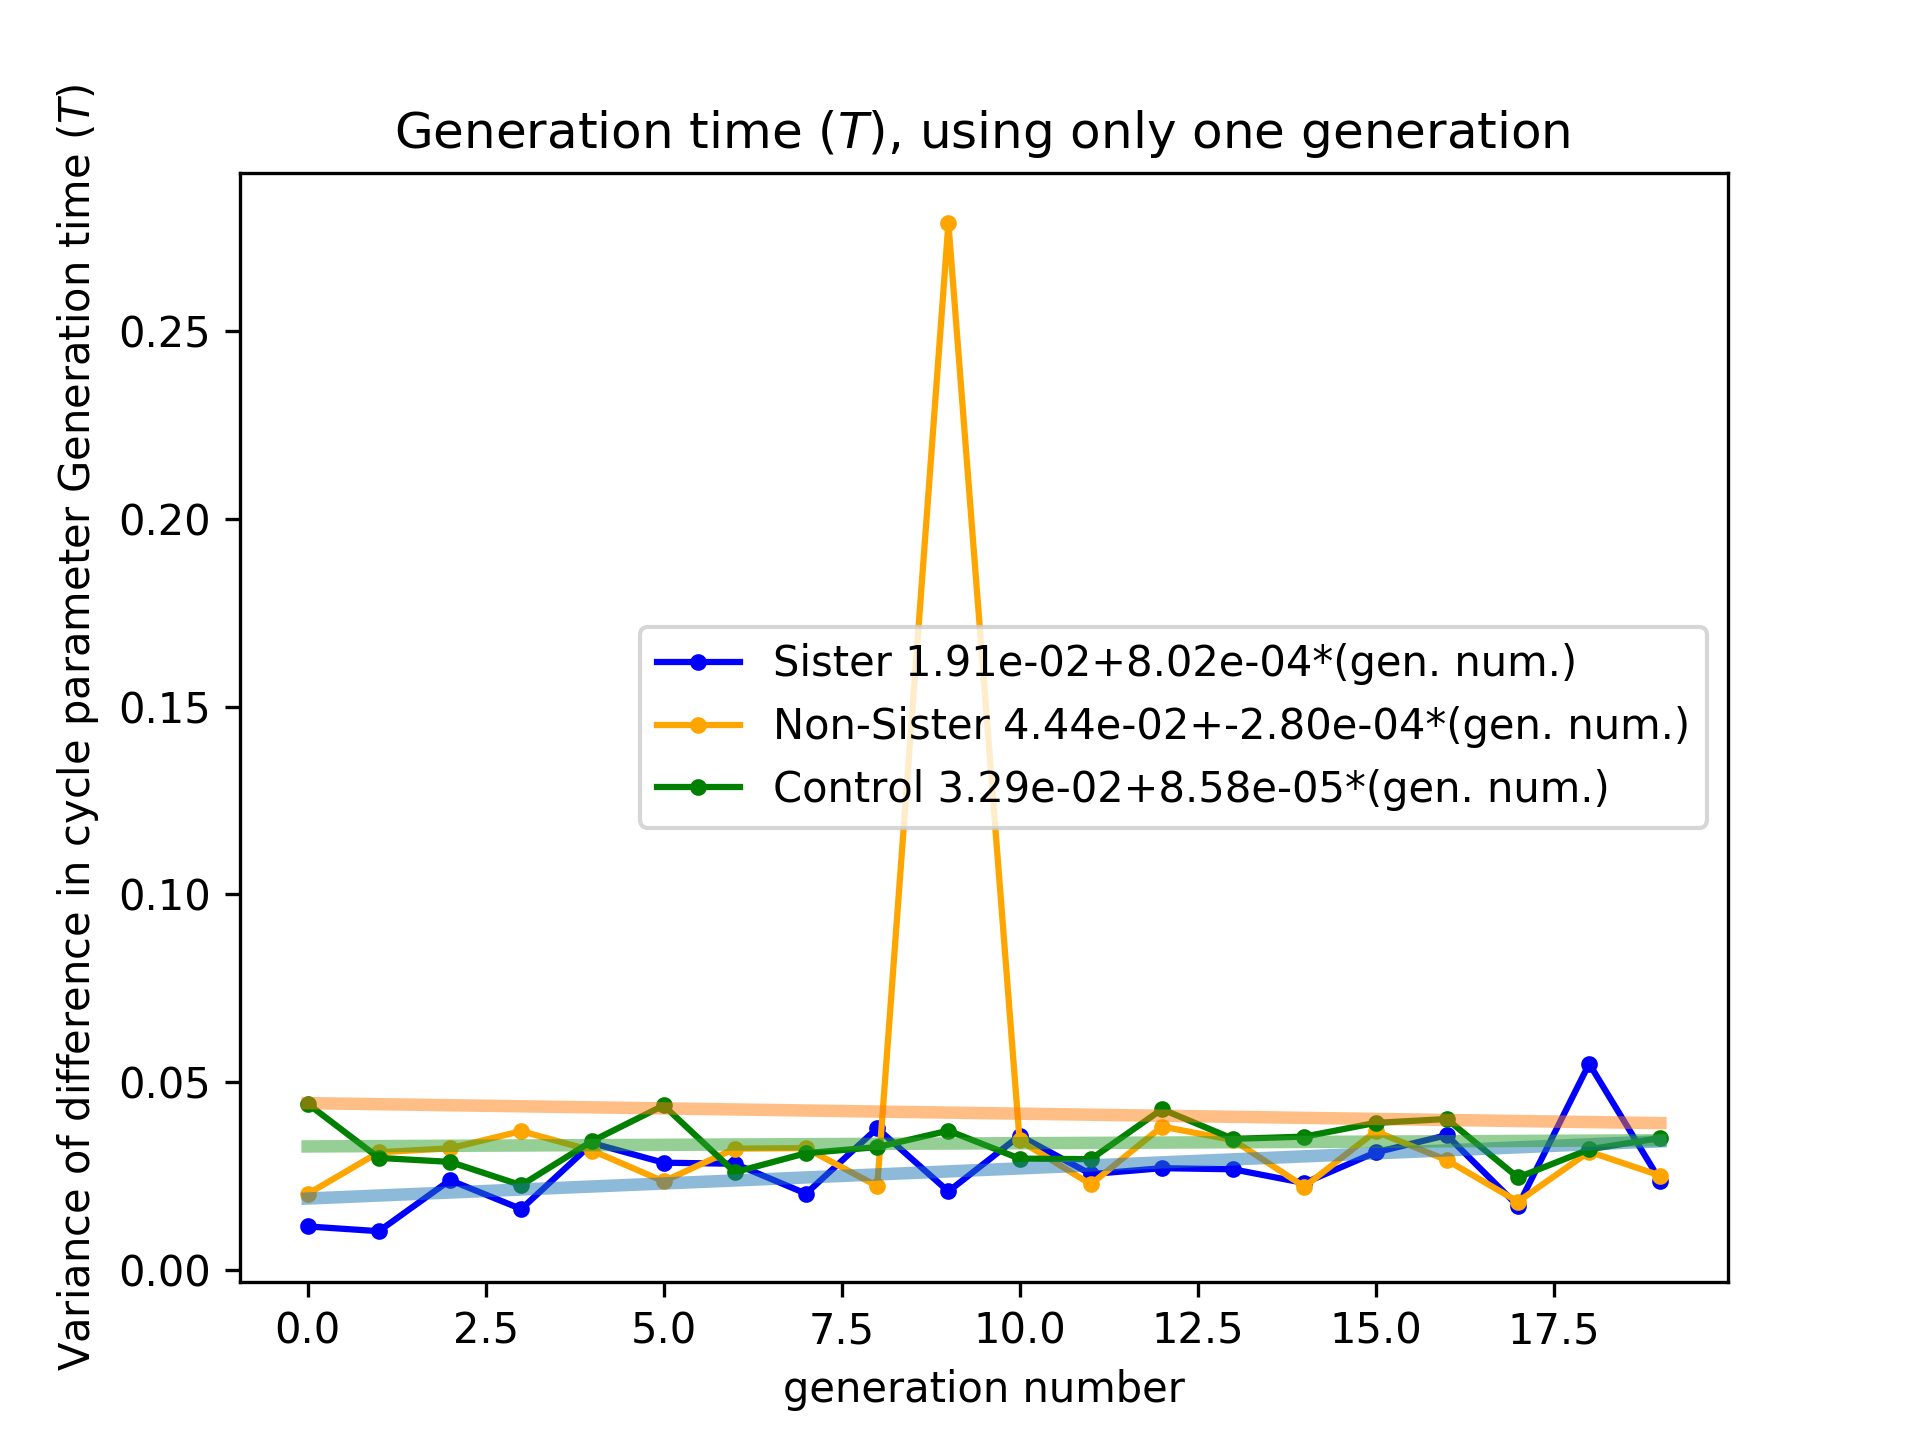 Generation time (T), using only one generation
Variance of difference in cycle parameter Generation time (T)
0.25
0.20
0.15
0.10
0.05
0.00
Sister 1.91e-02+8.02e-04*(gen. num.)
Non-Sister 4.44e-02+-2.80e-04*(gen. num.)
Control 3.29e-02+8.58e-05*(gen. num.)
0.0 2.5 5.0 7.5 10.0 12.5 15.0 17.5
generation number